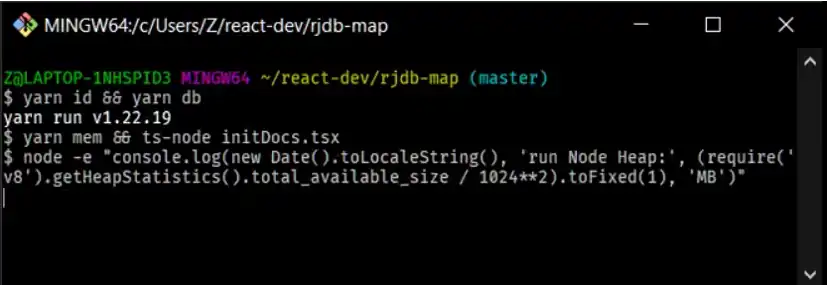 MINGW64:/c/Users/Z/react-dev/rjdb-map
Z@LAPTOP-1NHSPID3 MINGW64 ~/react-dev/rjdb-map (master)
$ yarn id && yarn db
yarn run v1.22.19
$ yarn mem && ts-node initDocs.tsx
$ node -e "console.log(new Date().toLocaleString(), 'run Node Heap:', (require('
v8').getHeapStatistics().total_available_size / 1024**2).toFixed(1), 'MB')"